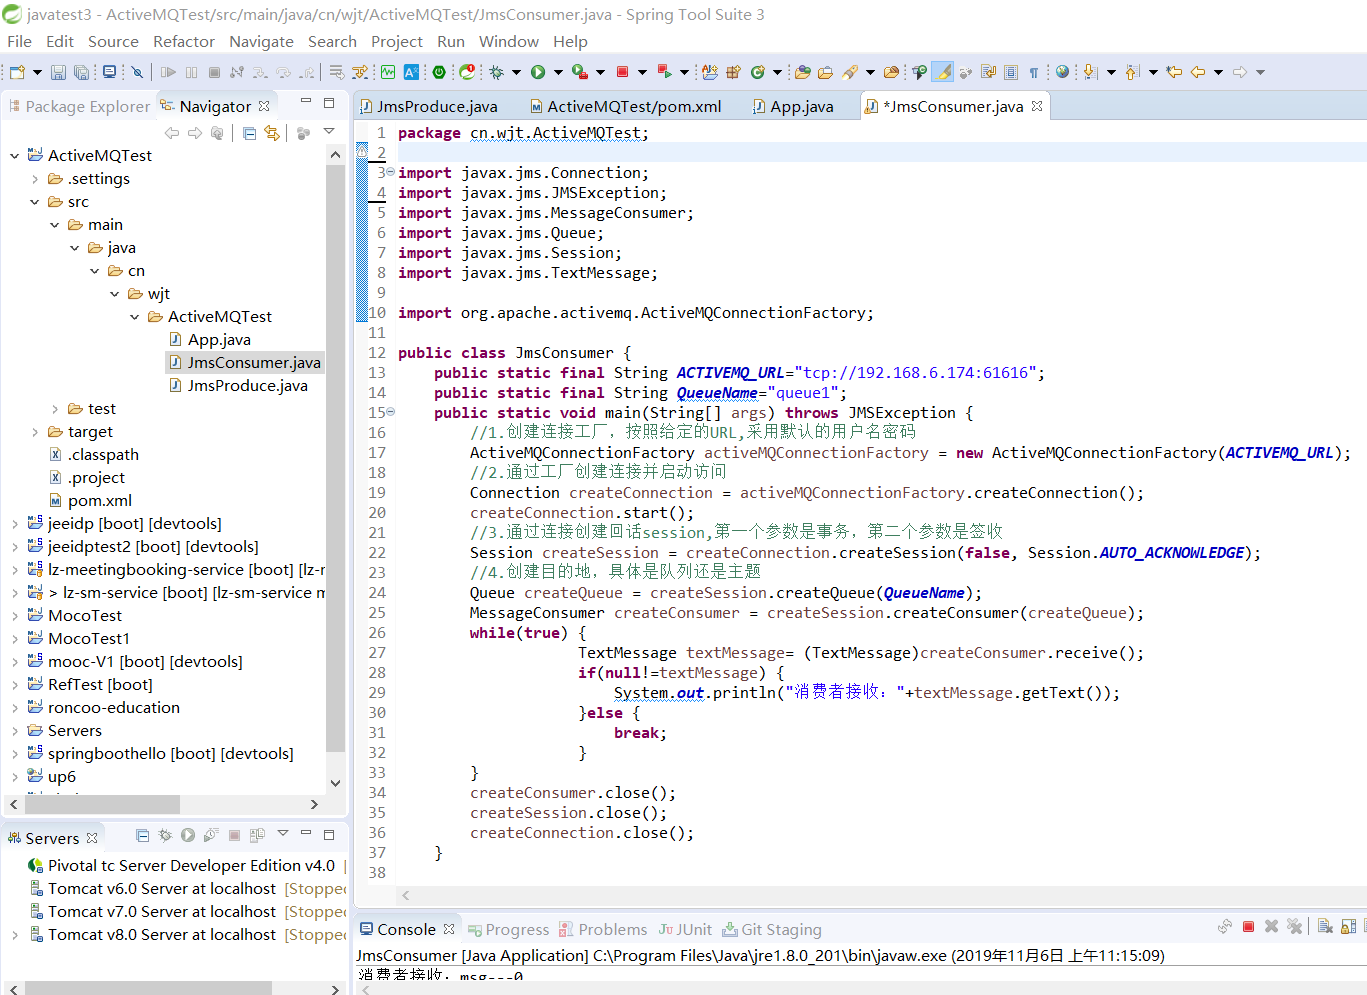 javatest3 - ActiveMQTest/src/main/java/cn/wjt/ActiveMQTest/JmsConsumer.java - Spring Tool Suite 3
File Edit Source Refactor Navigate Search Project Run Window Help
Package Explorer Navigator
ActiveMQTest
.settings
src
main
java
cn
wjt
ActiveMQTest
App.java
JmsConsumer.java
JmsProduce.java
test
target
.classpath
.project
pom.xml
jeeidp [boot] [devtools]
jeeidptest2 [boot] [devtools]
lz-meetingbooking-service [boot] [lz-r
> lz-sm-service [boot] [lz-sm-service m
MocoTest
MocoTest1
mooc-V1 [boot] [devtools]
RefTest [boot]
roncoo-education
Servers
springboothello [boot] [devtools]
up6
Servers
Pivotal tc Server Developer Edition v4.0
Tomcat v6.0 Server at localhost [Stopped
Tomcat v7.0 Server at localhost [Stopped
Tomcat v8.0 Server at localhost [Stopped
JmsProduce.java ActiveMQTest/pom.xml App.java *JmsConsumer.java
1 package cn.wjt.ActiveMQTest;
2
3 import javax.jms.Connection;
4 import javax.jms.JMSException;
5 import javax.jms.MessageConsumer;
6 import javax.jms.Queue;
7 import javax.jms.Session;
8 import javax.jms.TextMessage;
9
10 import org.apache.activemq.ActiveMQConnectionFactory;
11
12 public class JmsConsumer {
13 public static final String ACTIVEMQ_URL="tcp://192.168.6.174:61616";
14 public static final String QueueName="queue1";
15 public static void main(String[] args) throws JMSException {
16 //1.创建连接工厂，按照给定的URL,采用默认的用户名密码
17 ActiveMQConnectionFactory activeMQConnectionFactory = new ActiveMQConnectionFactory(ACTIVEMQ_URL);
18 //2.通过工厂创建连接并启动访问
19 Connection createConnection = activeMQConnectionFactory.createConnection();
20 createConnection.start();
21 //3.通过连接创建回话session,第一个参数是事务，第二个参数是签收
22 Session createSession = createConnection.createSession(false, Session.AUTO_ACKNOWLEDGE);
23 //4.创建目的地，具体是队列还是主题
24 Queue createQueue = createSession.createQueue(QueueName);
25 MessageConsumer createConsumer = createSession.createConsumer(createQueue);
26 while(true) {
27 TextMessage textMessage= (TextMessage)createConsumer.receive();
28 if(null!=textMessage) {
29 System.out.println("消费者接收："+textMessage.getText());
30 }else {
31 break;
32 }
33 }
34 createConsumer.close();
35 createSession.close();
36 createConnection.close();
37 }
38
Console Progress Problems JUnit Git Staging
JmsConsumer [Java Application] C:\Program Files\Java\jre1.8.0_201\bin\javaw.exe (2019年11月6日 上午11:15:09)
消费者接收：msg---0